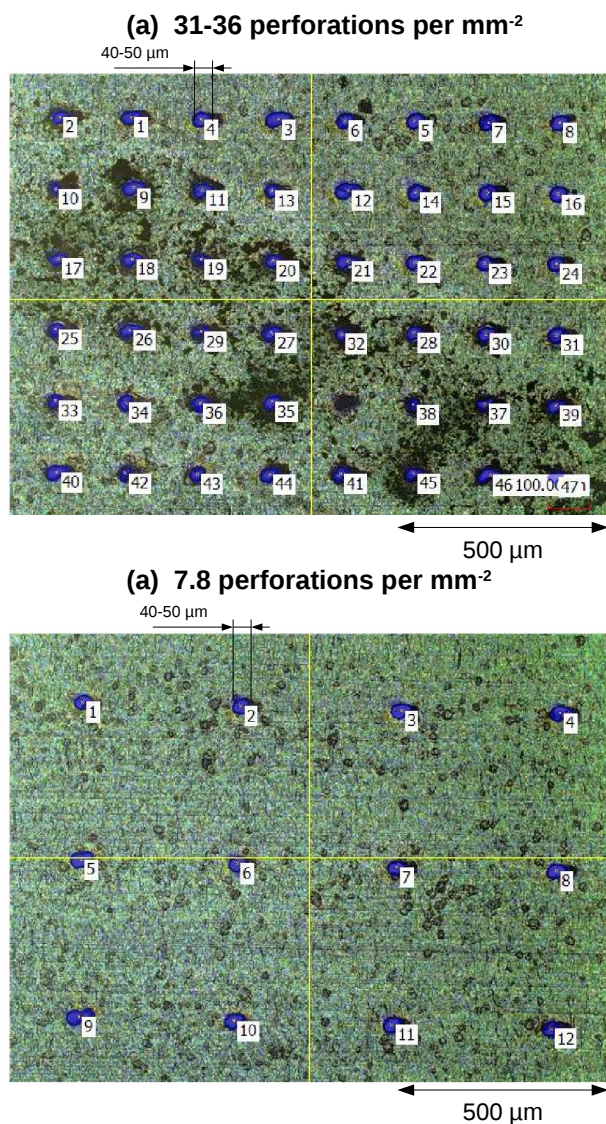 (a) 31-36 perforations per mm-2
40-50 µm
2 1 4 3 6 5 7 8
10 9 11 13 12 14 15 16
17 18 19 20 21 22 23 24
25 26 29 27 32 28 30 31
33 34 36 35 38 37 39
40 42 43 44 41 45 46 100.0 47
500 µm
(a) 7.8 perforations per mm-2
40-50 µm
1 2 3 4
5 6 7 8
9 10 11 12
500 µm